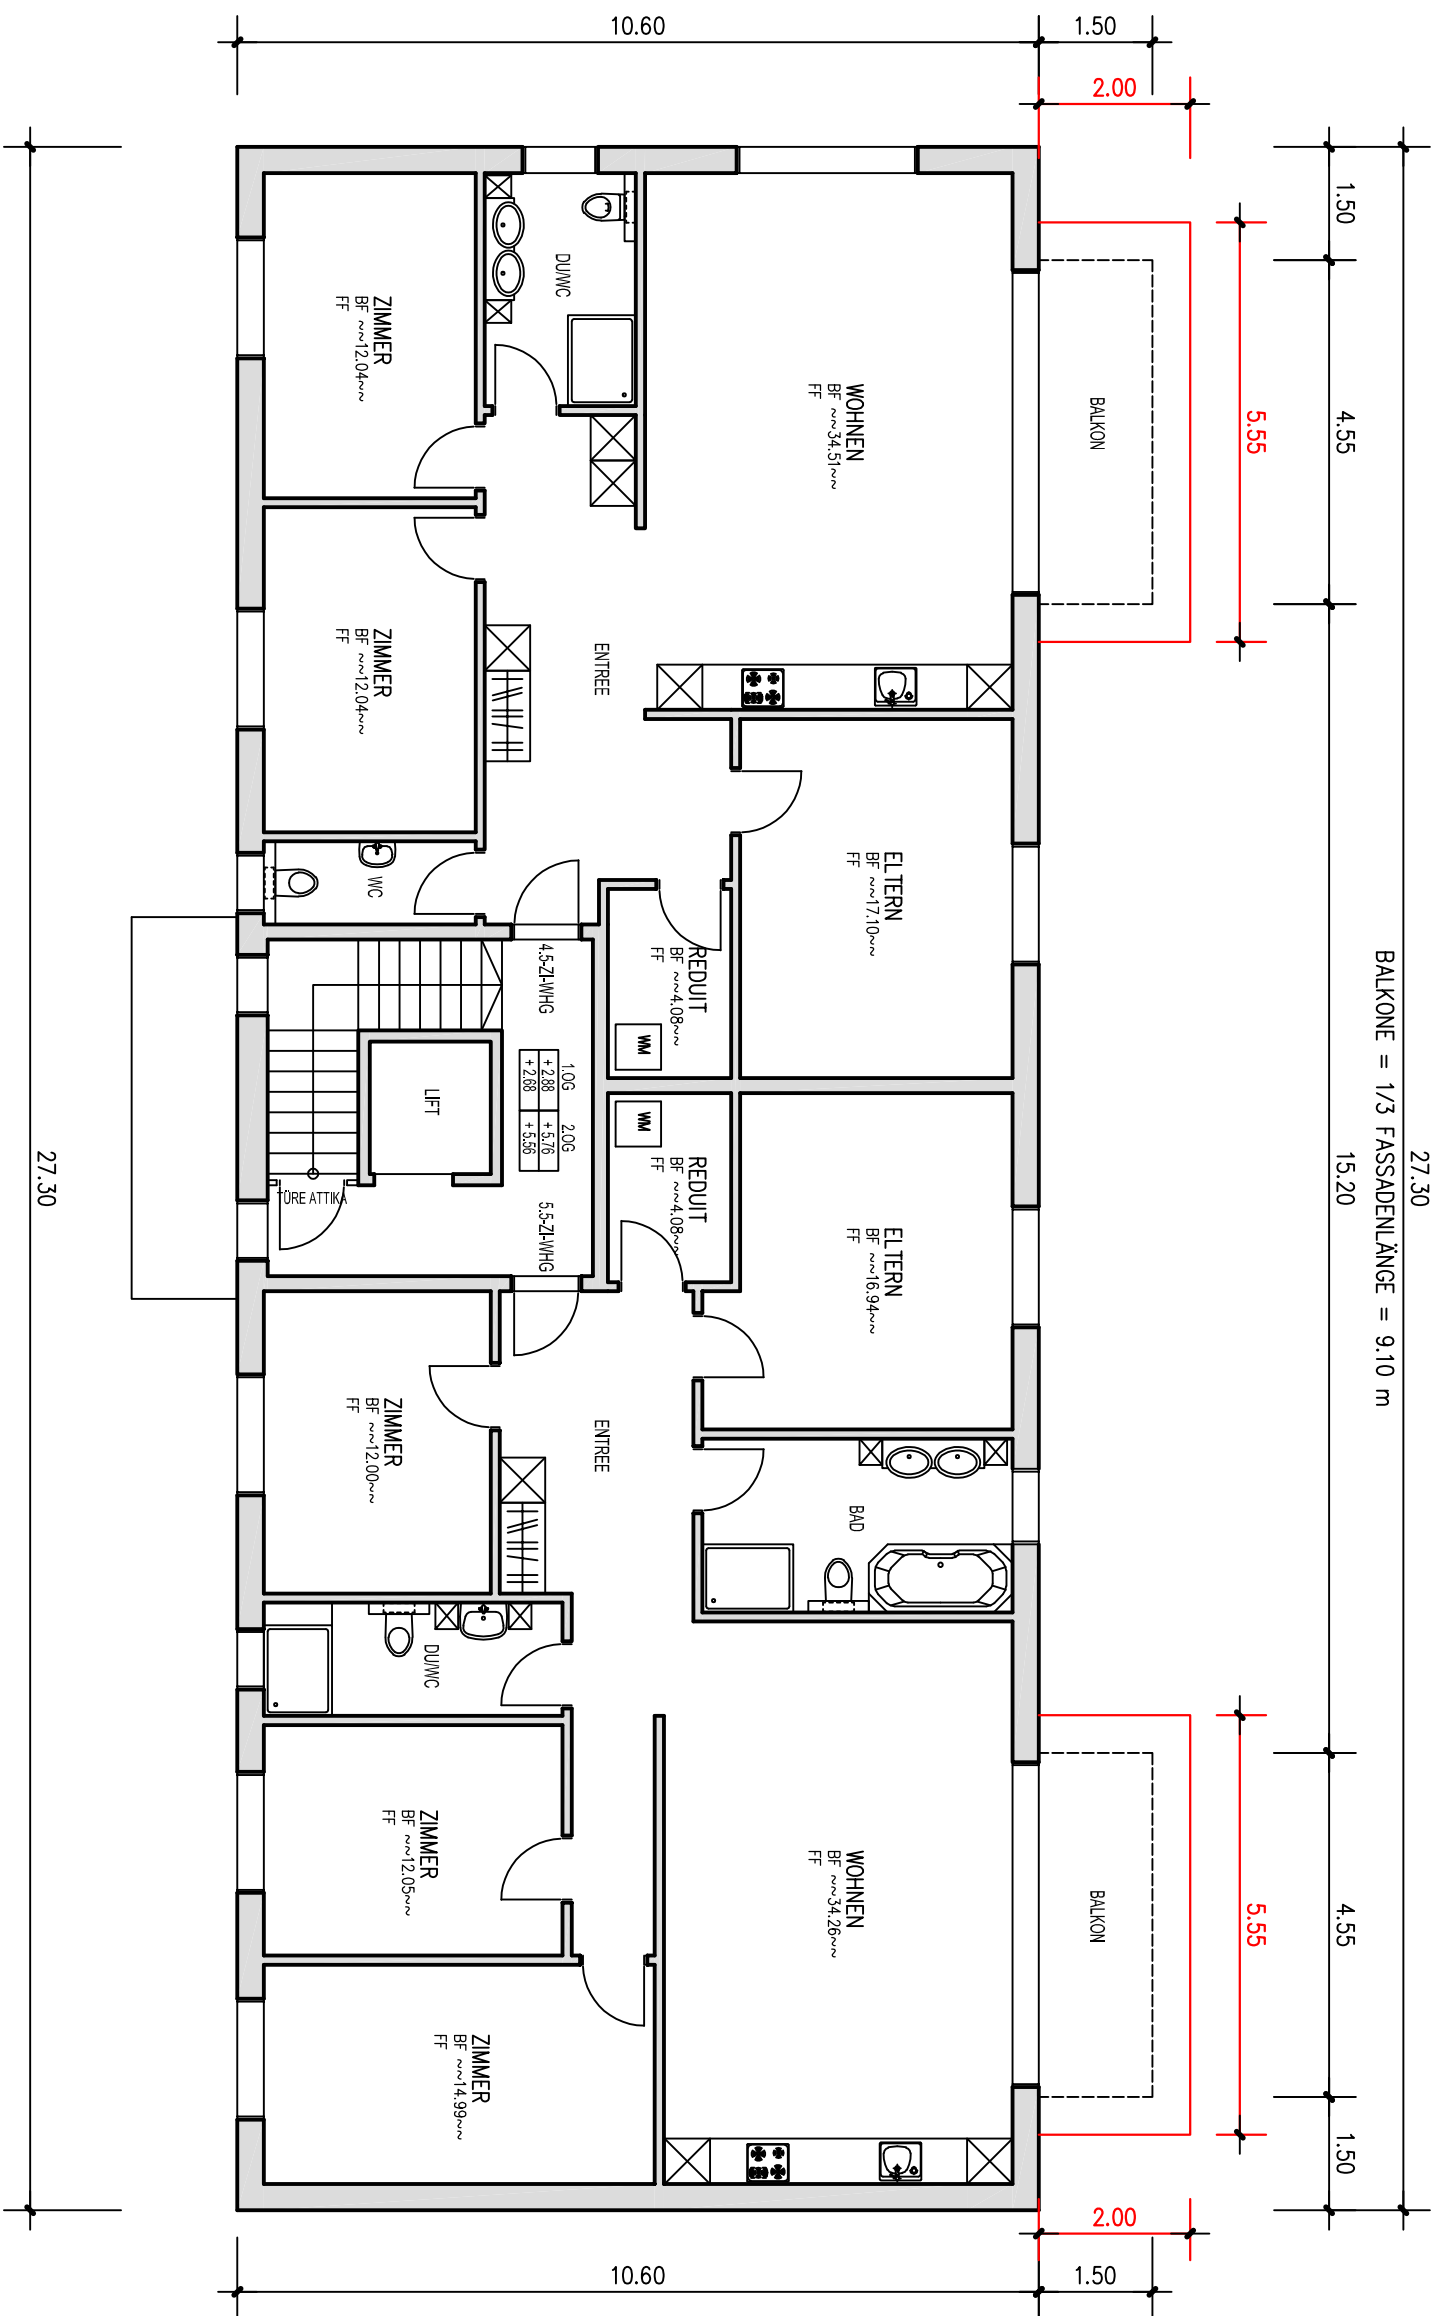 10.60
1.50
2.00
27.30
BALKONE = 1/3 FASSADENLÄNGE = 9.10 m
1.50
4.55
15.20
4.55
1.50
5.55
5.55
BALKON
BALKON
WOHNEN
BF ~~34.51~~
FF
ELTERN
BF ~~17.10~~
FF
ELTERN
BF ~~16.94~~
FF
BAD
WOHNEN
BF ~~34.26~~
FF
REDUIT
BF ~~4.08~~
FF
WM
WM
REDUIT
BF ~~4.08~~
FF
DU/WC
ENTREE
ENTREE
4.5-ZI-WHG
1.OG
+ 2.88
+ 2.68
2.OG
+ 5.76
+ 5.56
5.5-ZI-WHG
ZIMMER
BF ~~12.04~~
FF
ZIMMER
BF ~~12.04~~
FF
WC
LIFT
TÜRE ATTIKA
ZIMMER
BF ~~12.00~~
FF
DU/WC
ZIMMER
BF ~~12.05~~
FF
ZIMMER
BF ~~14.99~~
FF
27.30
2.00
10.60
1.50